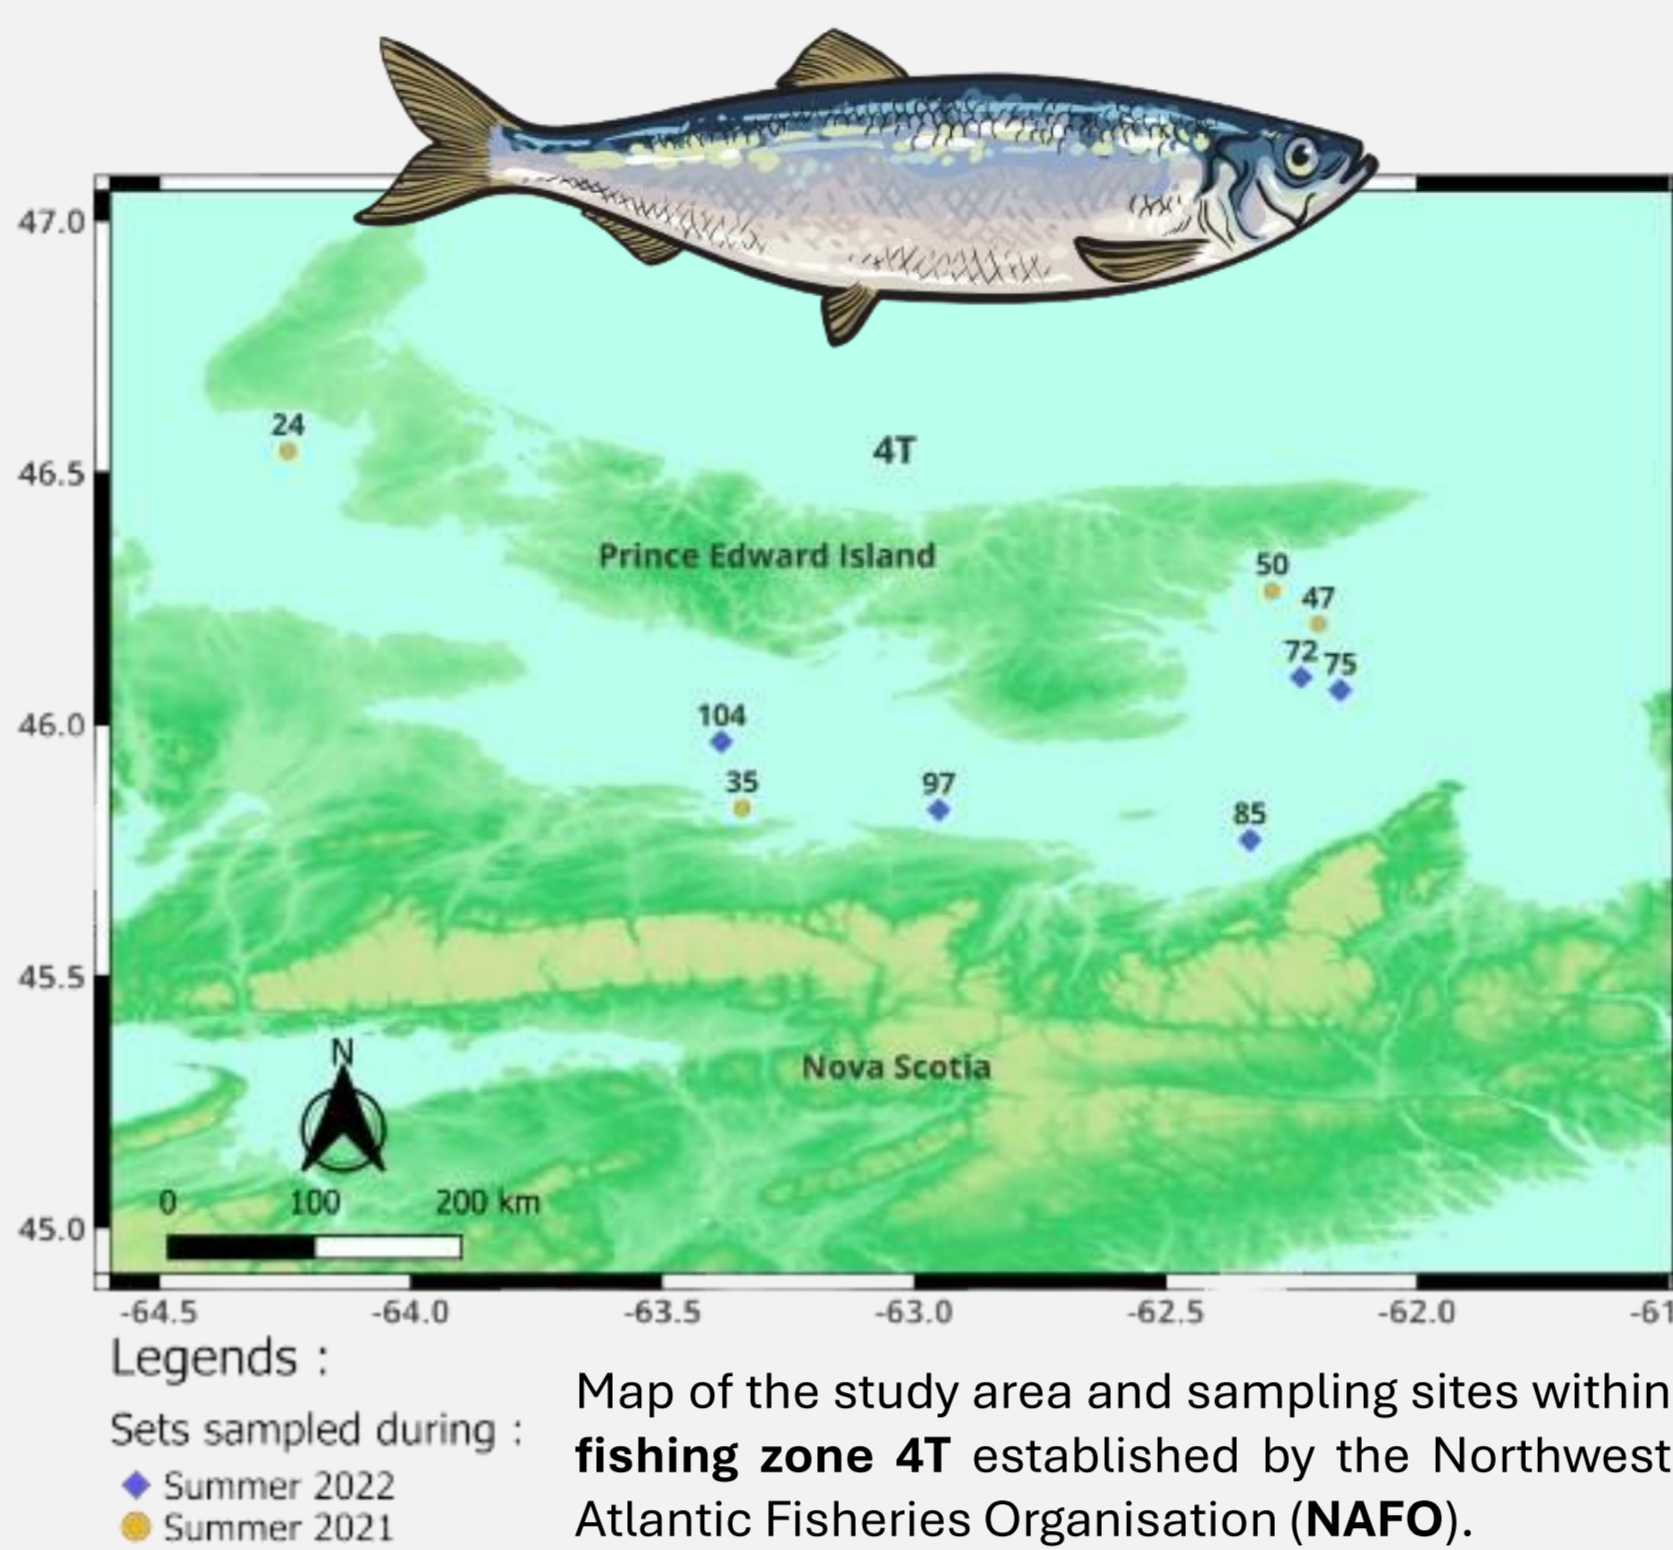 47.0
24
4T
46.5
Prince Edward Island
50
47
72 75
46.0
104
35
97
85
45.5
Nova Scotia
N
0 100 200 km
45.0
-64.5 -64.0 -63.5 -63.0 -62.5 -62.0 -61
Legends :
Sets sampled during :
Summer 2022
Summer 2021
Map of the study area and sampling sites within
fishing zone 4T established by the Northwest
Atlantic Fisheries Organisation (NAFO).